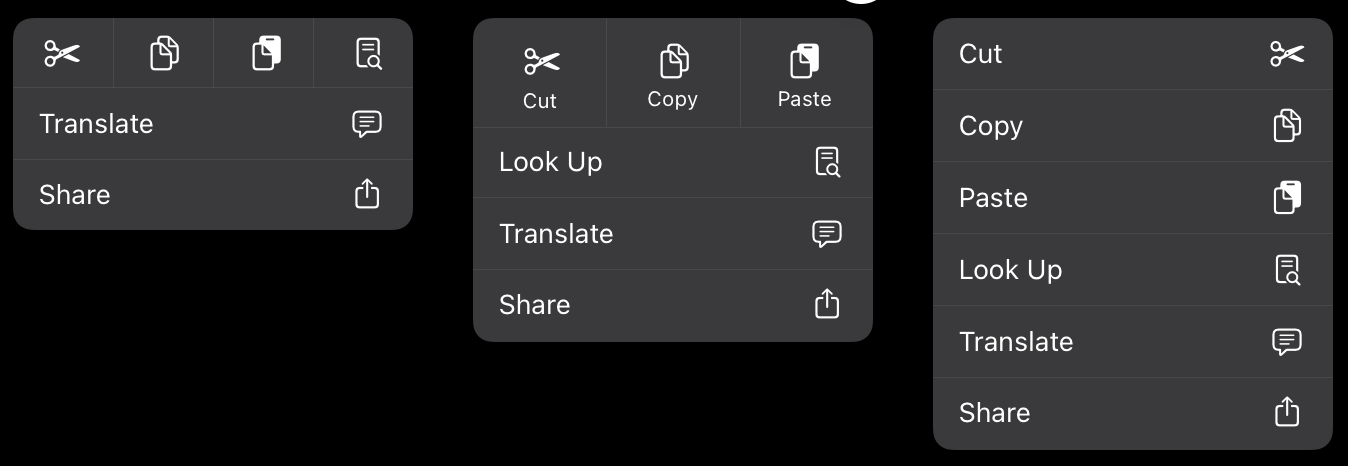 Translate
Share
Cut Copy Paste
Look Up
Translate
Share
Cut
Copy
Paste
Look Up
Translate
Share